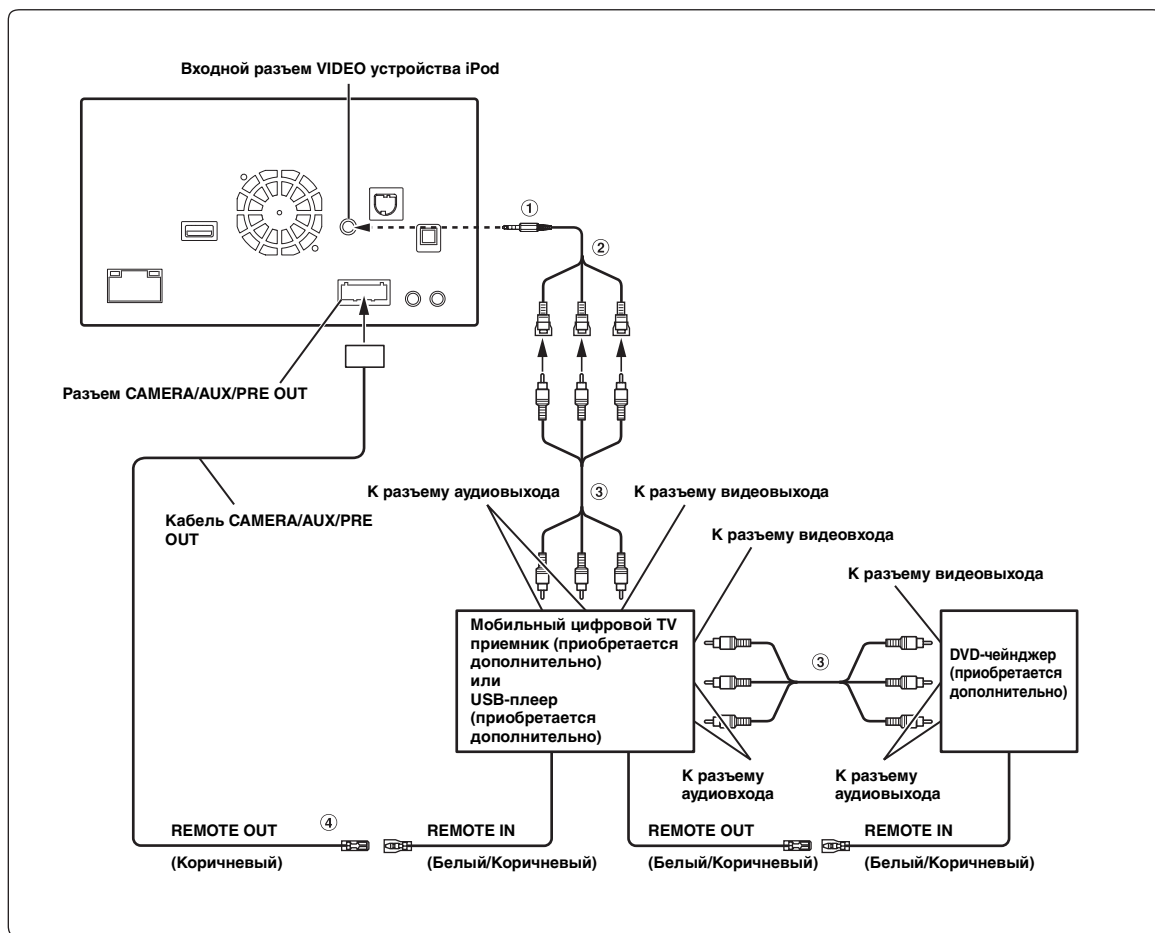 Входной разъем VIDEO устройства iPod
①
②
Разъем CAMERA/AUX/PRE OUT
Кабель CAMERA/AUX/PRE
OUT
К разъему аудиовыхода
③
К разъему видеовыхода
К разъему видеовхода
К разъему видеовыхода
Мобильный цифровой TV
приемник (приобретается
дополнительно)
или
USB-плеер
(приобретается
дополнительно)
③
DVD-чейнджер
(приобретается
дополнительно)
К разъему
аудиовхода
К разъему
аудиовыхода
REMOTE OUT
(Коричневый)
④
REMOTE IN
(Белый/Коричневый)
REMOTE OUT
(Белый/Коричневый)
REMOTE IN
(Белый/Коричневый)